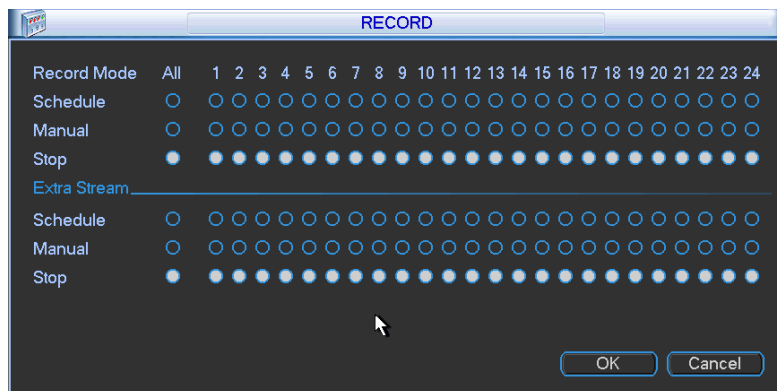 RECORD
Record Mode All 1 2 3 4 5 6 7 8 9 10 11 12 13 14 15 16 17 18 19 20 21 22 23 24
Schedule
Manual
Stop
Extra Stream
Schedule
Manual
Stop
OK Cancel